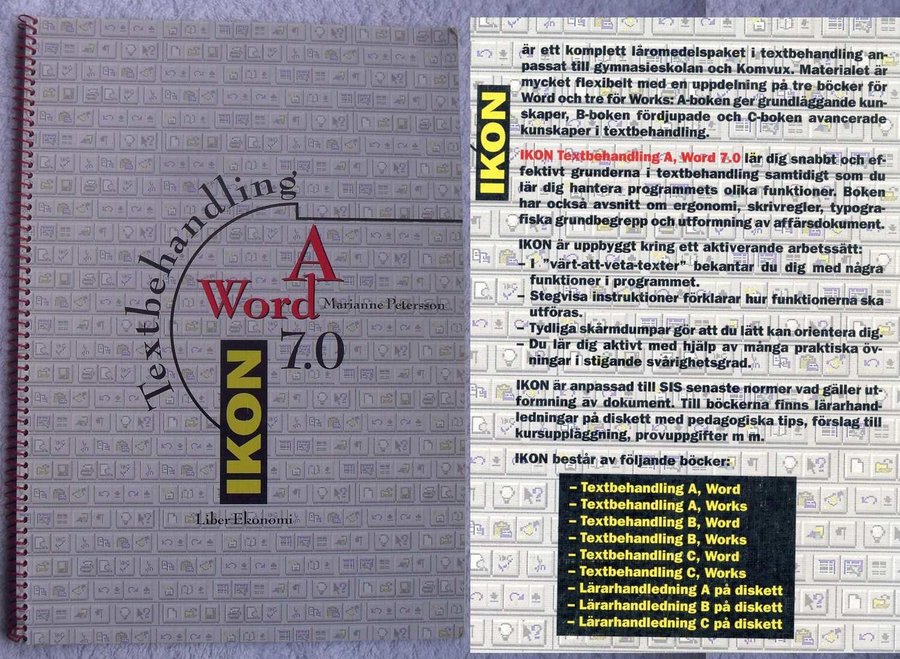 Textbehandling
A
Word
Marianne Petersson
7.0
IKON
Liber Ekonomi
IKON
är ett komplett läromedelspaket i textbehandling an-
passat till gymnasieskolan och Komvux. Materialet är
mycket flexibelt med en uppdelning på tre böcker för
Word och tre för Works: A-boken ger grundläggande kun-
skaper, B-boken fördjupade och C-boken avancerade
kunskaper i textbehandling.
IKON Textbehandling A, Word 7.0 lär dig snabbt och ef-
fektivt grunderna i textbehandling samtidigt som du
lär dig hantera programmets olika funktioner. Boken
har också avsnitt om ergonomi, skrivregler, typogra-
fiska grundbegrepp och utformning av affärsdokument.
IKON är uppbyggt kring ett aktiverande arbetssätt:
– I ”värt-att-veta-texter” bekantar du dig med några
funktioner i programmet.
– Stegvisa instruktioner förklarar hur funktionerna ska
utföras.
– Tydliga skärmdumpar gör att du lätt kan orientera dig.
– Du lär dig aktivt med hjälp av många praktiska öv-
ningar i stigande svårighetsgrad.
IKON är anpassad till SIS senaste normer vad gäller ut-
formning av dokument. Till böckerna finns lärarhand-
ledningar på diskett med pedagogiska tips, förslag till
kursuppläggning, provuppgifter m m.
IKON består av följande böcker:
– Textbehandling A, Word
– Textbehandling A, Works
– Textbehandling B, Word
– Textbehandling B, Works
– Textbehandling C, Word
– Textbehandling C, Works
– Lärarhandledning A på diskett
– Lärarhandledning B på diskett
– Lärarhandledning C på diskett